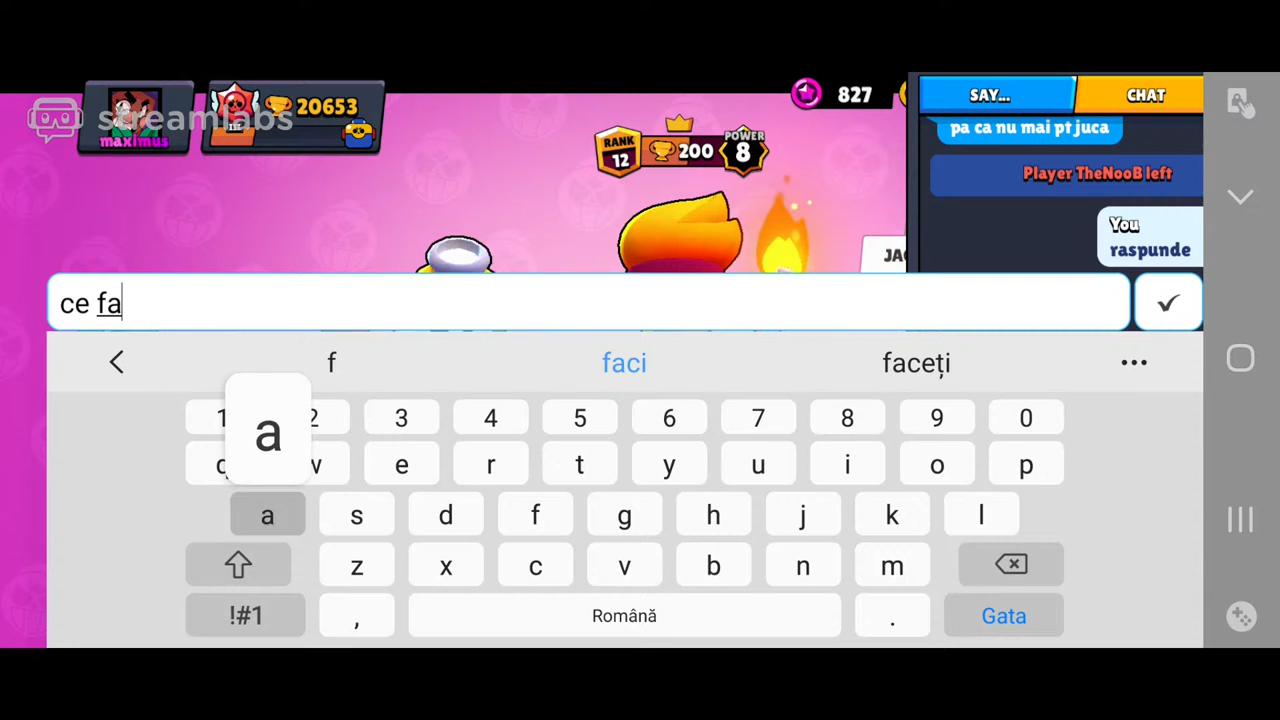 streamlabs
maximus
20653
RANK
12
200
POWER
8
827
SAY...
CHAT
pa ca nu mai pt juca
Player TheNooB left
You
raspunde
ce fa
f
faci
faceți
a
1 2 3 4 5 6 7 8 9 0
q w e r t y u i o p
a s d f g h j k l
z x c v b n m
!#1 , Română . Gata